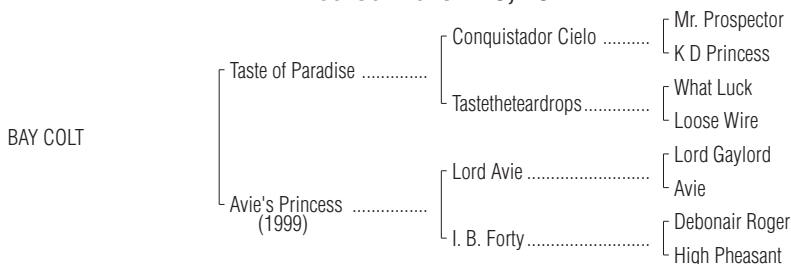 Mr. Prospector
Conquistador Cielo ..........
K D Princess
Taste of Paradise ..............
What Luck
Tastetheteardrops..............
Loose Wire
BAY COLT
Lord Gaylord
Lord Avie ..........................
Avie
Avie's Princess ................
(1999)
Debonair Roger
I. B. Forty..........................
High Pheasant